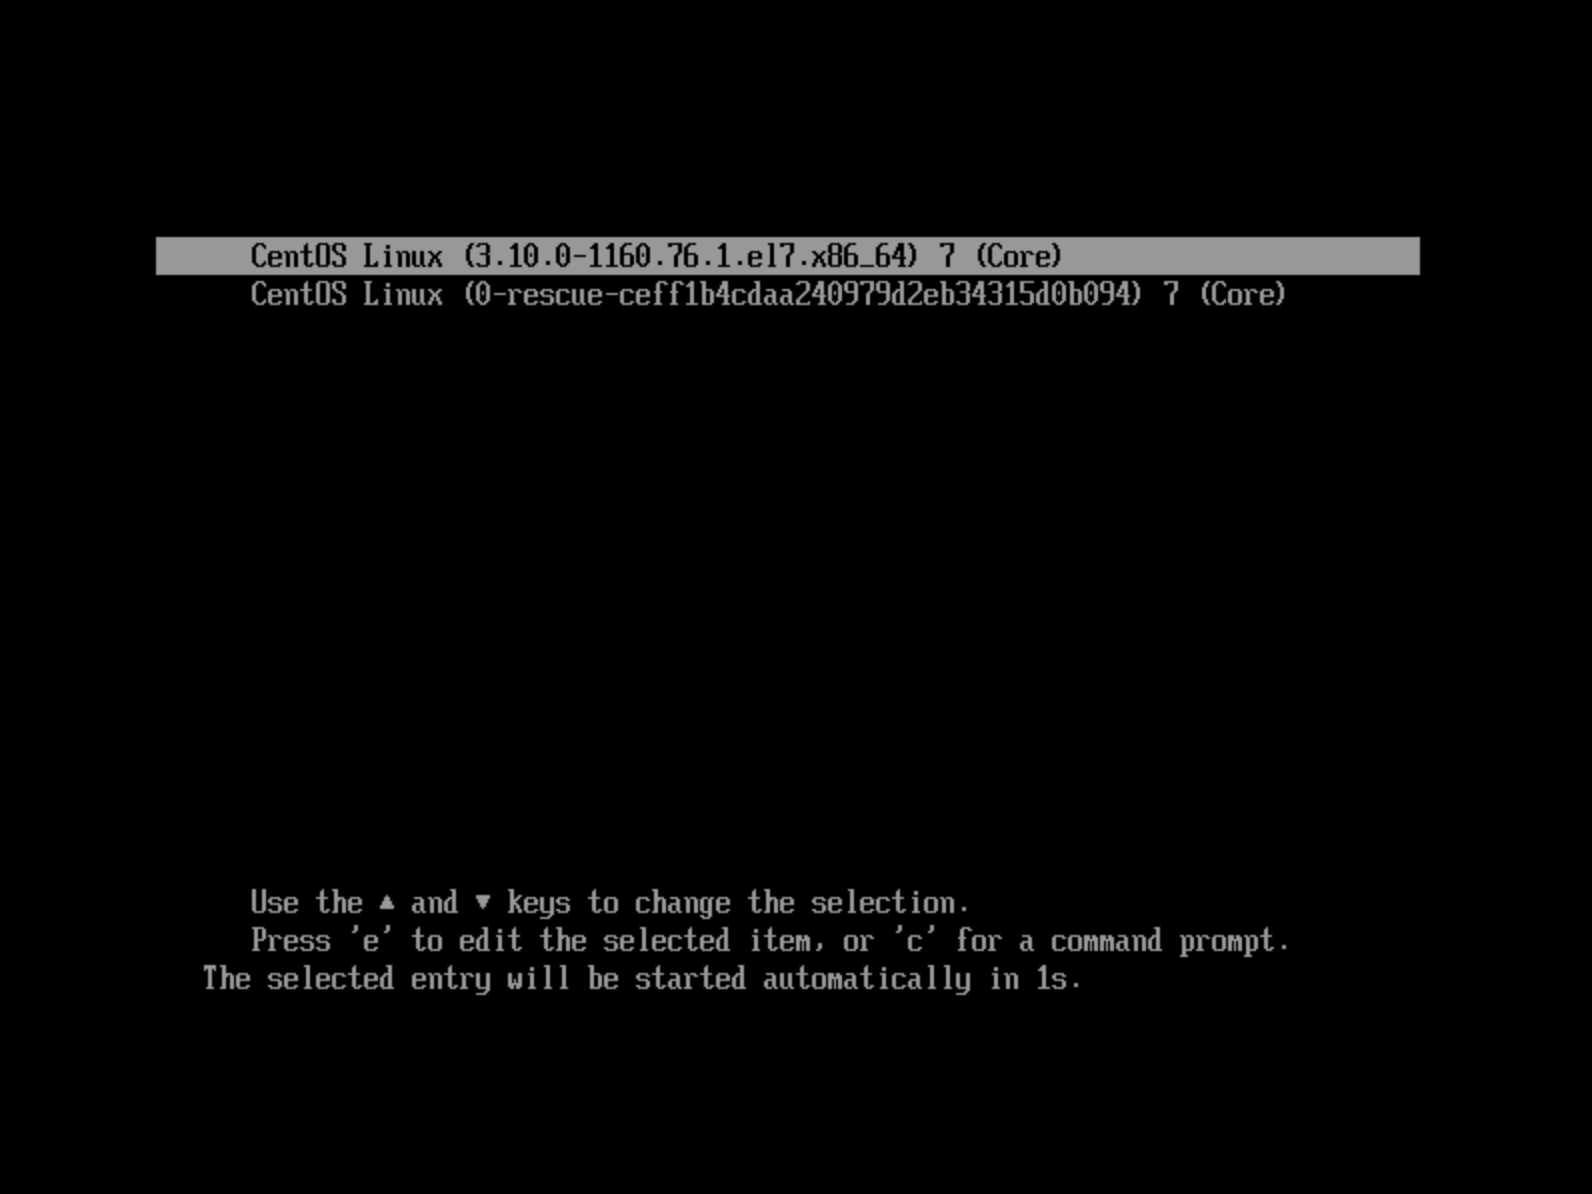 CentOS Linux (3.10.0-1160.76.1.el7.x86_64) 7 (Core)
CentOS Linux (0-rescue-ceff1b4cdaa240979d2eb34315d0b094) 7 (Core)
Use the ▲ and ▼ keys to change the selection.
Press 'e' to edit the selected item, or 'c' for a command prompt.
The selected entry will be started automatically in 1s.